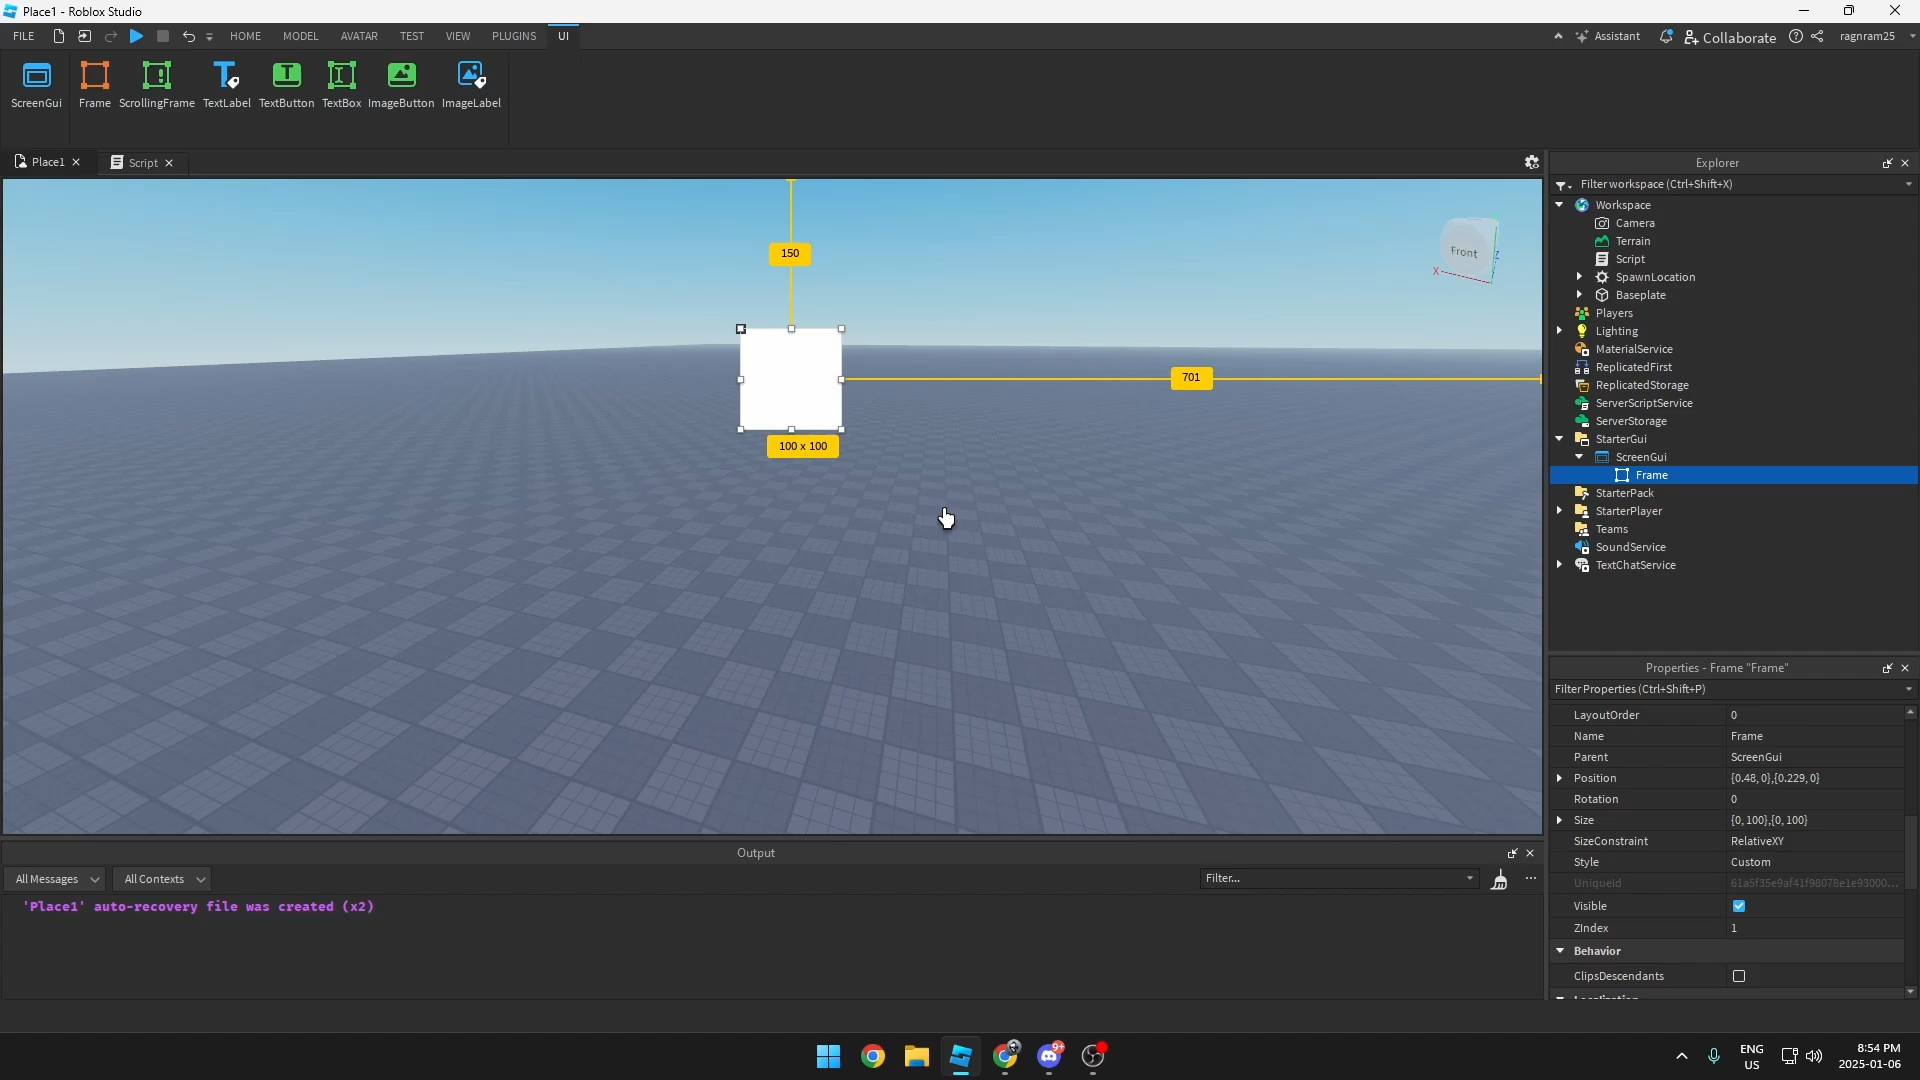 Place1 - Roblox Studio
FILE
HOME
MODEL
AVATAR
TEST
VIEW
PLUGINS
UI
Assistant
Collaborate
ragnram25
ScreenGui
Frame
ScrollingFrame
TextLabel
TextButton
TextBox
ImageButton
ImageLabel
Place1
Script
150
701
100 x 100
Front
X
Z
Explorer
Filter workspace (Ctrl+Shift+X)
Workspace
Camera
Terrain
Script
SpawnLocation
Baseplate
Players
Lighting
MaterialService
ReplicatedFirst
ReplicatedStorage
ServerScriptService
ServerStorage
StarterGui
ScreenGui
Frame
StarterPack
StarterPlayer
Teams
SoundService
TextChatService
Properties - Frame "Frame"
Filter Properties (Ctrl+Shift+P)
LayoutOrder 0
Name Frame
Parent ScreenGui
Position {0.48, 0},{0.229, 0}
Rotation 0
Size {0, 100},{0, 100}
SizeConstraint RelativeXY
Style Custom
UniqueId 61a5f35e9af41f98078e1e93000...
Visible
ZIndex 1
Behavior
ClipsDescendants
Output
All Messages
All Contexts
Filter...
'Place1' auto-recovery file was created (x2)
9+
ENG
US
8:54 PM
2025-01-06